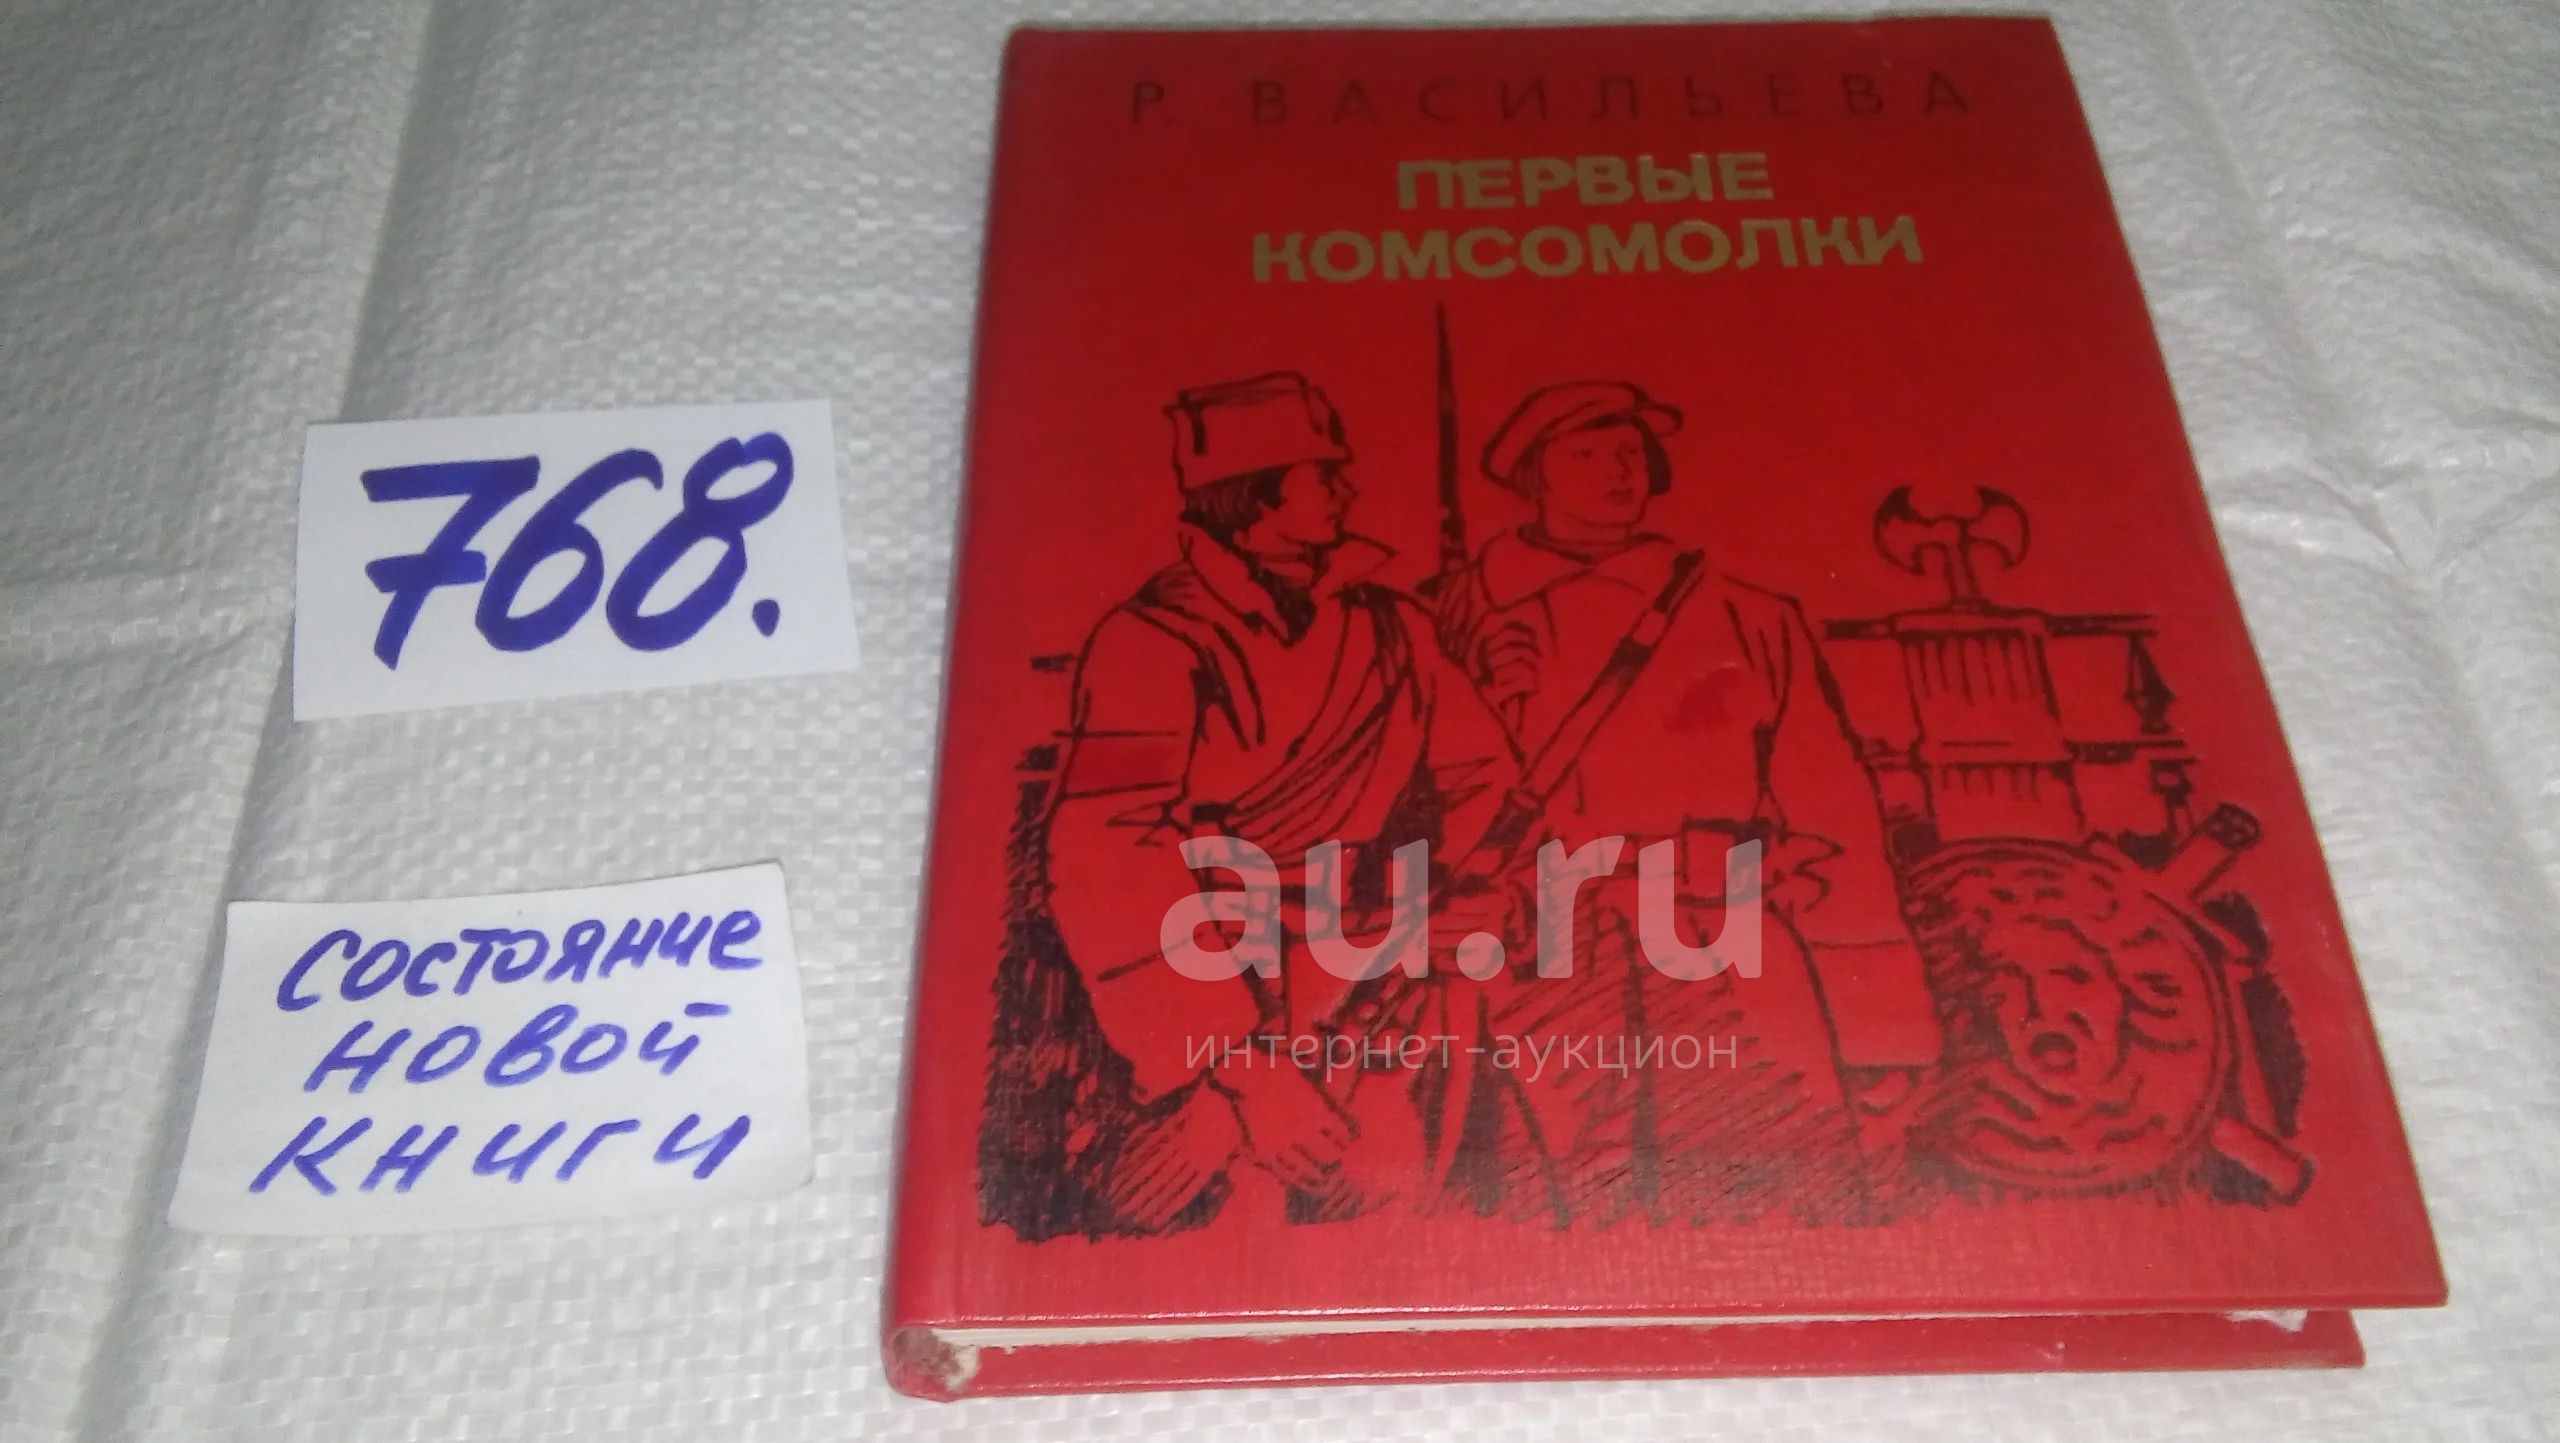 768.
состояние
новой
книги
Р. ВАСИЛЬЕВА
ПЕРВЫЕ
КОМСОМОЛКИ
au.ru
интернет-аукцион